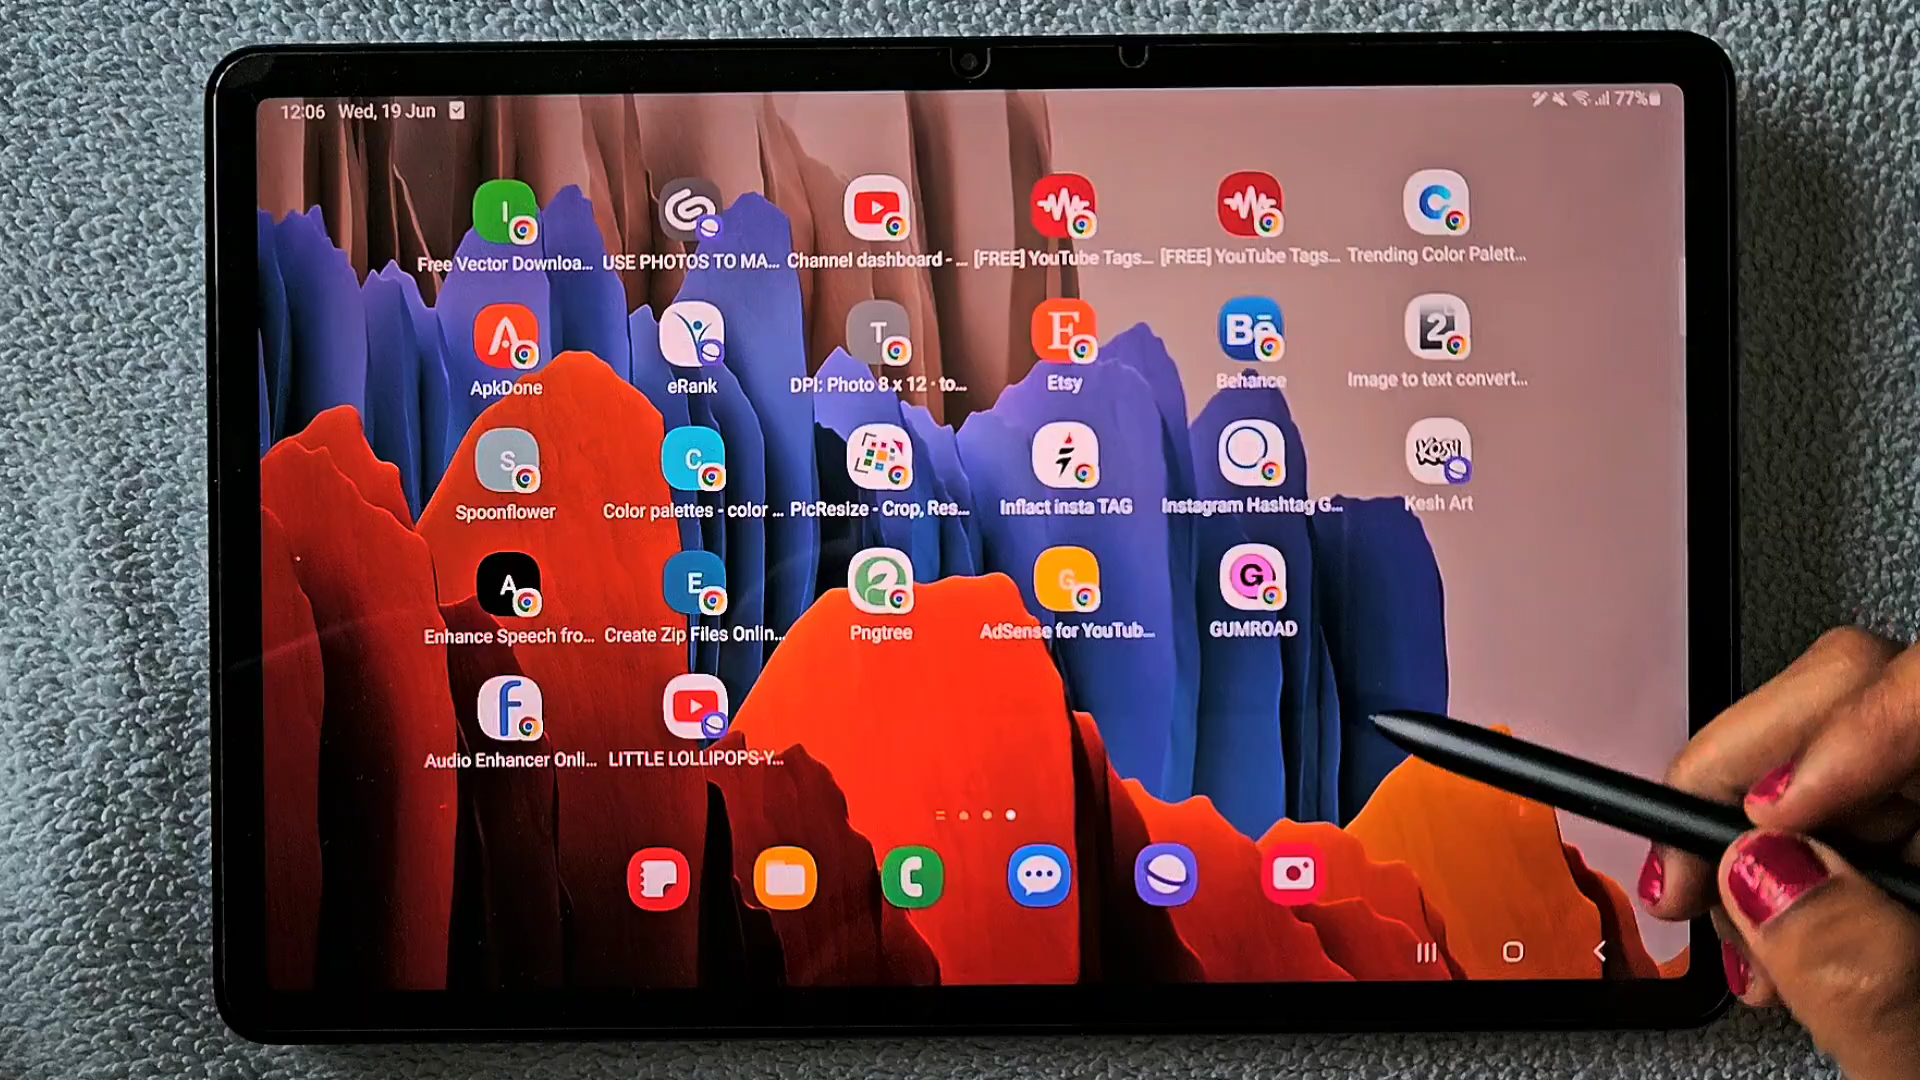 12:06 Wed, 19 Jun
77%
I
Free Vector Downloa...
USE PHOTOS TO MA...
Channel dashboard - ...
[FREE] YouTube Tags...
[FREE] YouTube Tags...
C
Trending Color Palett...
ApkDone
eRank
T
DPI: Photo 8 x 12 · to...
E
Etsy
Bē
Behance
2
Image to text convert...
S
Spoonflower
C
Color palettes - color ...
PicResize - Crop, Res...
Inflact insta TAG
Instagram Hashtag G...
KOSH
Kesh Art
A
Enhance Speech fro...
E
Create Zip Files Onlin...
Pngtree
G
AdSense for YouTub...
G
GUMROAD
f
Audio Enhancer Onli...
LITTLE LOLLIPOPS-Y...